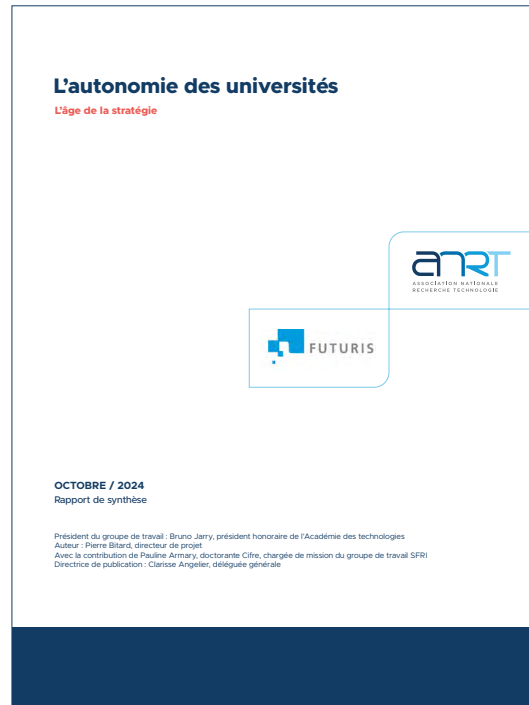 L'autonomie des universités
L'âge de la stratégie
ANRT
ASSOCIATION NATIONALE
RECHERCHE TECHNOLOGIE
FUTURIS
OCTOBRE / 2024
Rapport de synthèse
Président du groupe de travail : Bruno Jarry, président honoraire de l'Académie des technologies
Auteur : Pierre Bitard, directeur de projet
Avec la contribution de Pauline Armary, doctorante Cifre, chargée de mission du groupe de travail SFRI
Directrice de publication : Clarisse Angelier, déléguée générale